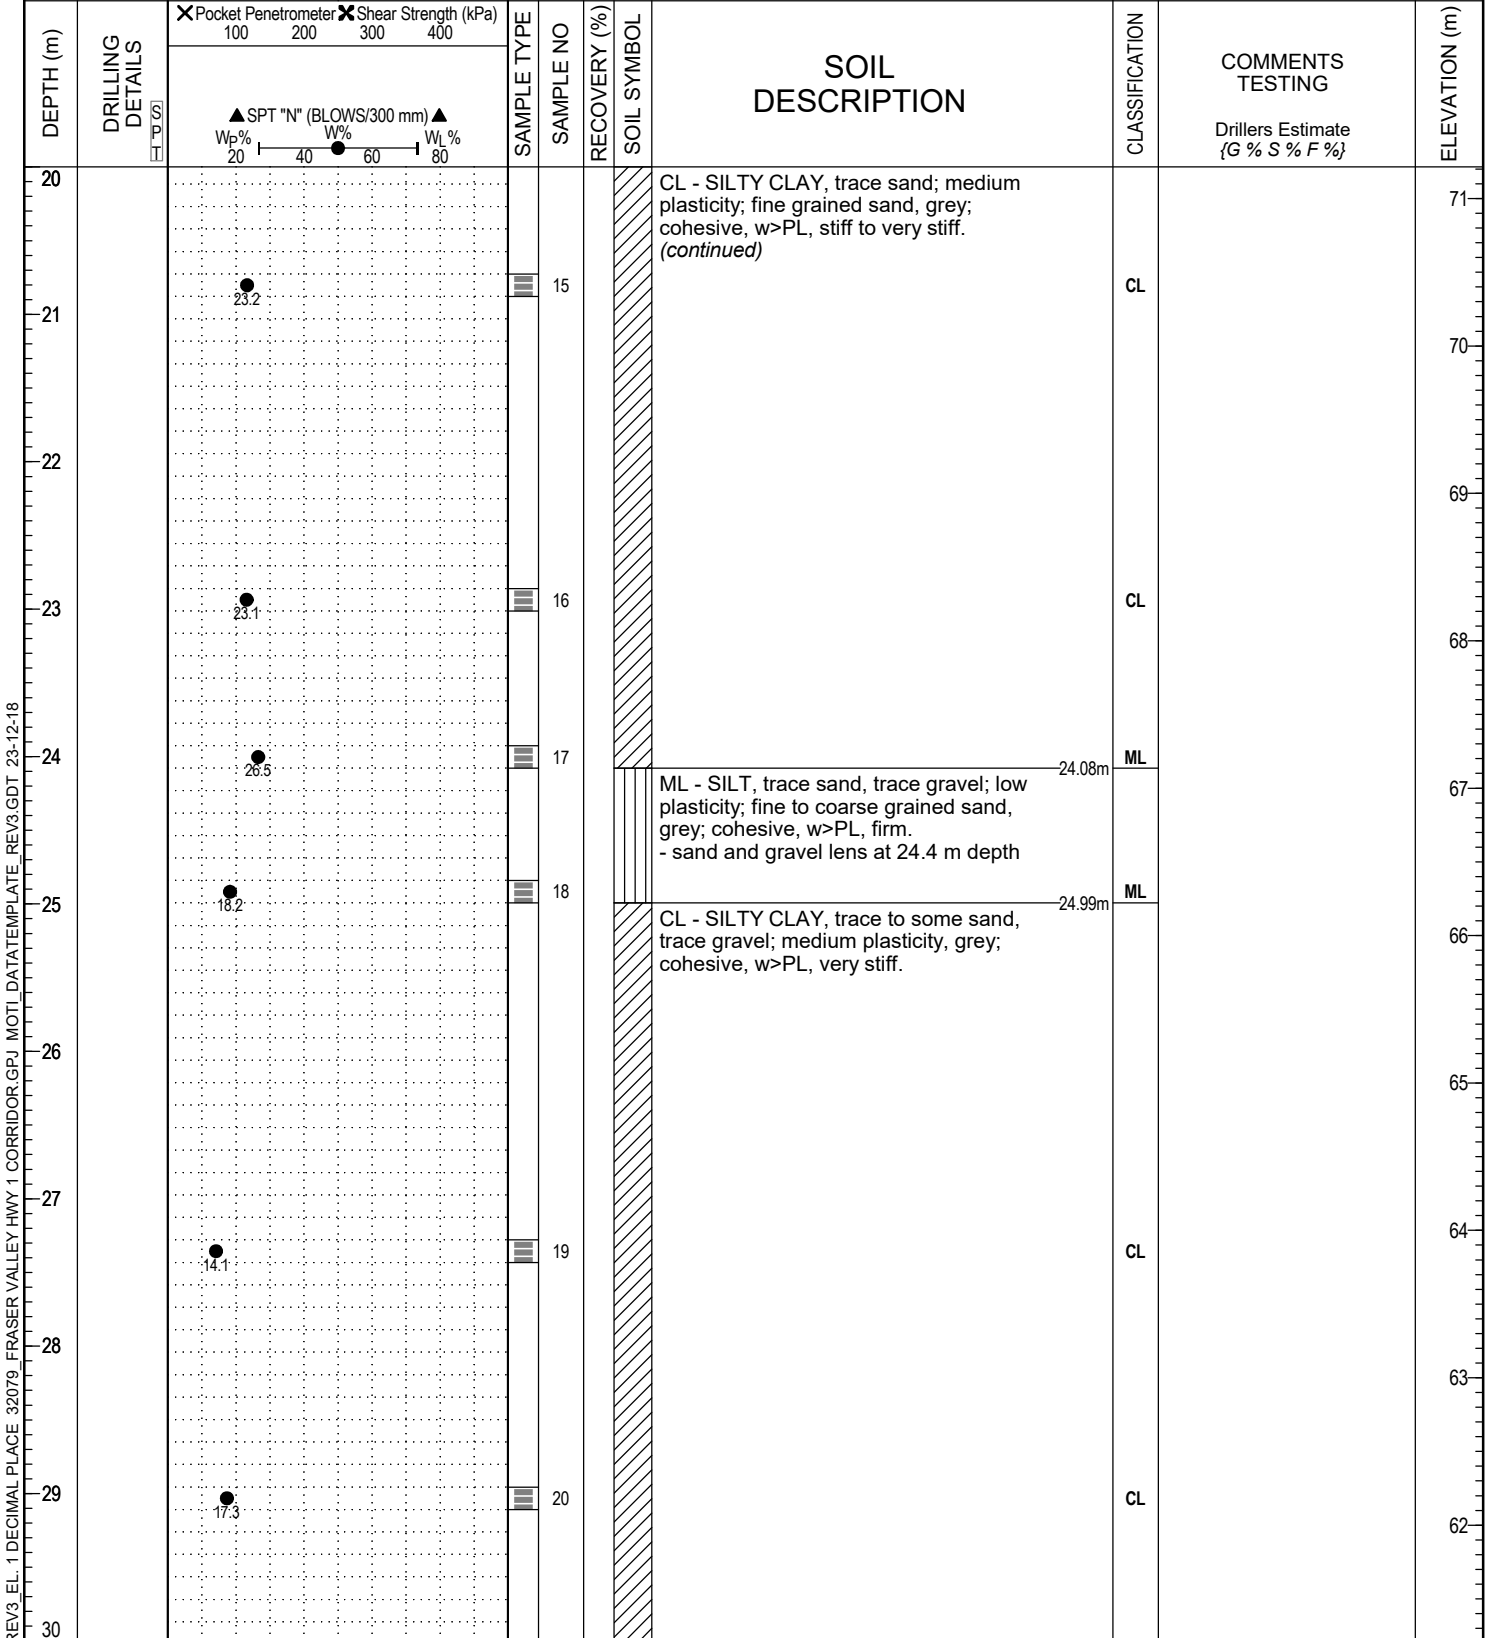 DEPTH (m)
DRILLING
DETAILS
SPT
Pocket Penetrometer Shear Strength (kPa)
100 200 300 400
▲ SPT "N" (BLOWS/300 mm) ▲
WP% W% WL%
20 40 60 80
SAMPLE TYPE
SAMPLE NO
RECOVERY (%)
SOIL SYMBOL
SOIL
DESCRIPTION
CLASSIFICATION
COMMENTS
TESTING
Drillers Estimate
{G % S % F %}
ELEVATION (m)
20
CL - SILTY CLAY, trace sand; medium
plasticity; fine grained sand, grey;
cohesive, w>PL, stiff to very stiff.
(continued)
71
23.2
15
CL
21
70
22
69
23.1
16
CL
23
68
24
26.5
17
ML
24.08m
ML - SILT, trace sand, trace gravel; low
plasticity; fine to coarse grained sand,
grey; cohesive, w>PL, firm.
- sand and gravel lens at 24.4 m depth
67
18.2
18
ML
24.99m
25
CL - SILTY CLAY, trace to some sand,
trace gravel; medium plasticity, grey;
cohesive, w>PL, very stiff.
66
26
65
27
64
14.1
19
CL
28
63
29
17.3
20
CL
62
30
REV3_EL. 1 DECIMAL PLACE 32079_FRASER VALLEY HWY 1 CORRIDOR.GPJ MOTI_DATATEMPLATE_REV3.GDT 23-12-18